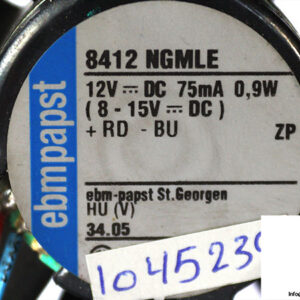 ebmpapst
8412 NGMLE
12V ⎓ DC 75mA 0,9W
( 8 - 15V ⎓ DC )
+ RD - BU
ZP
ebm-papst St.Georgen
HU (V)
34.05